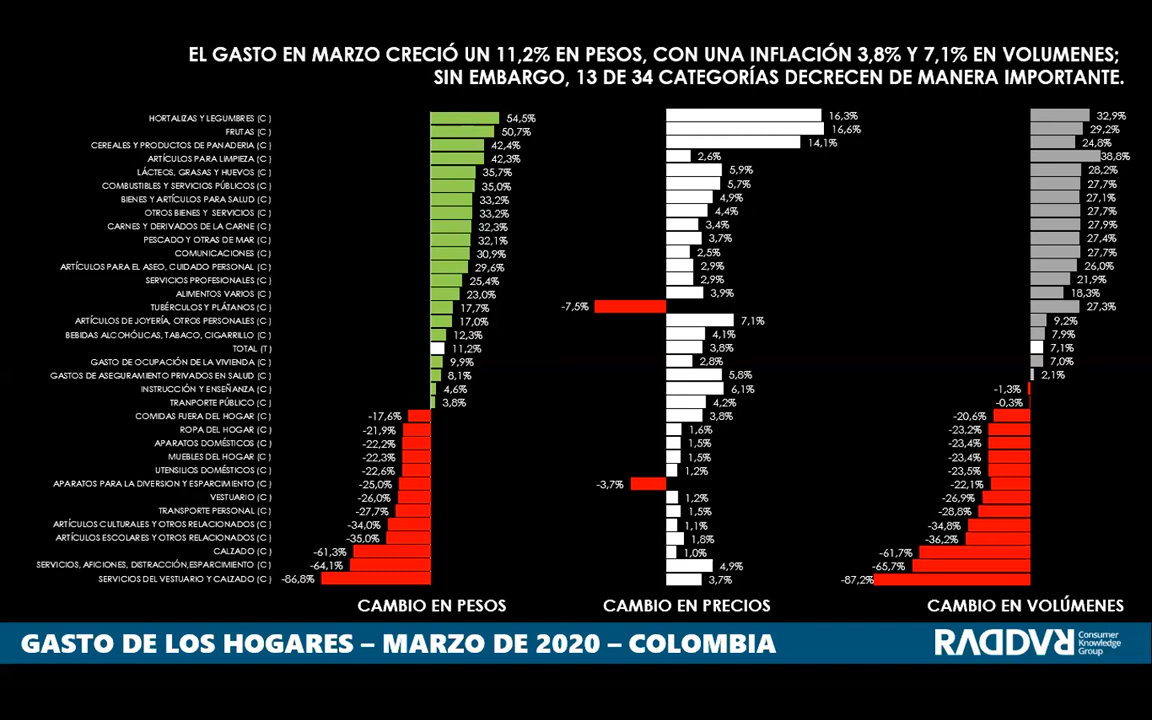 EL GASTO EN MARZO CRECIÓ UN 11,2% EN PESOS, CON UNA INFLACIÓN 3,8% Y 7,1% EN VOLUMENES;
SIN EMBARGO, 13 DE 34 CATEGORÍAS DECRECEN DE MANERA IMPORTANTE.
HORTALIZAS Y LEGUMBRES (C ) 54,5% 16,3% 32,9%
FRUTAS (C ) 50,7% 16,6% 29,2%
CEREALES Y PRODUCTOS DE PANADERIA (C ) 42,4% 14,1% 24,8%
ARTÍCULOS PARA LIMPIEZA (C ) 42,3% 2,6% 38,8%
LÁCTEOS, GRASAS Y HUEVOS (C ) 35,7% 5,9% 28,2%
COMBUSTIBLES Y SERVICIOS PÚBLICOS (C ) 35,0% 5,7% 27,7%
BIENES Y ARTÍCULOS PARA SALUD (C ) 33,2% 4,9% 27,1%
OTROS BIENES Y SERVICIOS (C ) 33,2% 4,4% 27,7%
CARNES Y DERIVADOS DE LA CARNE (C ) 32,3% 3,4% 27,9%
PESCADO Y OTRAS DE MAR (C ) 32,1% 3,7% 27,4%
COMUNICACIONES (C ) 30,9% 2,5% 27,7%
ARTÍCULOS PARA EL ASEO, CUIDADO PERSONAL (C ) 29,6% 2,9% 26,0%
SERVICIOS PROFESIONALES (C ) 25,4% 2,9% 21,9%
ALIMENTOS VARIOS (C ) 23,0% 3,9% 18,3%
TUBÉRCULOS Y PLÁTANOS (C ) 17,7% -7,5% 27,3%
ARTÍCULOS DE JOYERÍA, OTROS PERSONALES (C ) 17,0% 7,1% 9,2%
BEBIDAS ALCOHÓLICAS, TABACO, CIGARRILLO (C ) 12,3% 4,1% 7,9%
TOTAL (T) 11,2% 3,8% 7,1%
GASTO DE OCUPACIÓN DE LA VIVIENDA (C ) 9,9% 2,8% 7,0%
GASTOS DE ASEGURAMIENTO PRIVADOS EN SALUD (C ) 8,1% 5,8% 2,1%
INSTRUCCIÓN Y ENSEÑANZA (C ) 4,6% 6,1% -1,3%
TRANPORTE PÚBLICO (C ) 3,8% 4,2% -0,3%
COMIDAS FUERA DEL HOGAR (C ) -17,6% 3,8% -20,6%
ROPA DEL HOGAR (C ) -21,9% 1,6% -23,2%
APARATOS DOMÉSTICOS (C ) -22,2% 1,5% -23,4%
MUEBLES DEL HOGAR (C ) -22,3% 1,5% -23,4%
UTENSILIOS DOMÉSTICOS (C ) -22,6% 1,2% -23,5%
APARATOS PARA LA DIVERSION Y ESPARCIMIENTO (C ) -25,0% -3,7% -22,1%
VESTUARIO (C ) -26,0% 1,2% -26,9%
TRANSPORTE PERSONAL (C ) -27,7% 1,5% -28,8%
ARTÍCULOS CULTURALES Y OTROS RELACIONADOS (C ) -34,0% 1,1% -34,8%
ARTÍCULOS ESCOLARES Y OTROS RELACIONADOS (C ) -35,0% 1,8% -36,2%
CALZADO (C ) -61,3% 1,0% -61,7%
SERVICIOS, AFICIONES, DISTRACCIÓN,ESPARCIMIENTO (C ) -64,1% 4,9% -65,7%
SERVICIOS DEL VESTUARIO Y CALZADO (C ) -86,8% 3,7% -87,2%
CAMBIO EN PESOS CAMBIO EN PRECIOS CAMBIO EN VOLÚMENES
GASTO DE LOS HOGARES – MARZO DE 2020 – COLOMBIA
RADDAR Consumer
Knowledge
Group